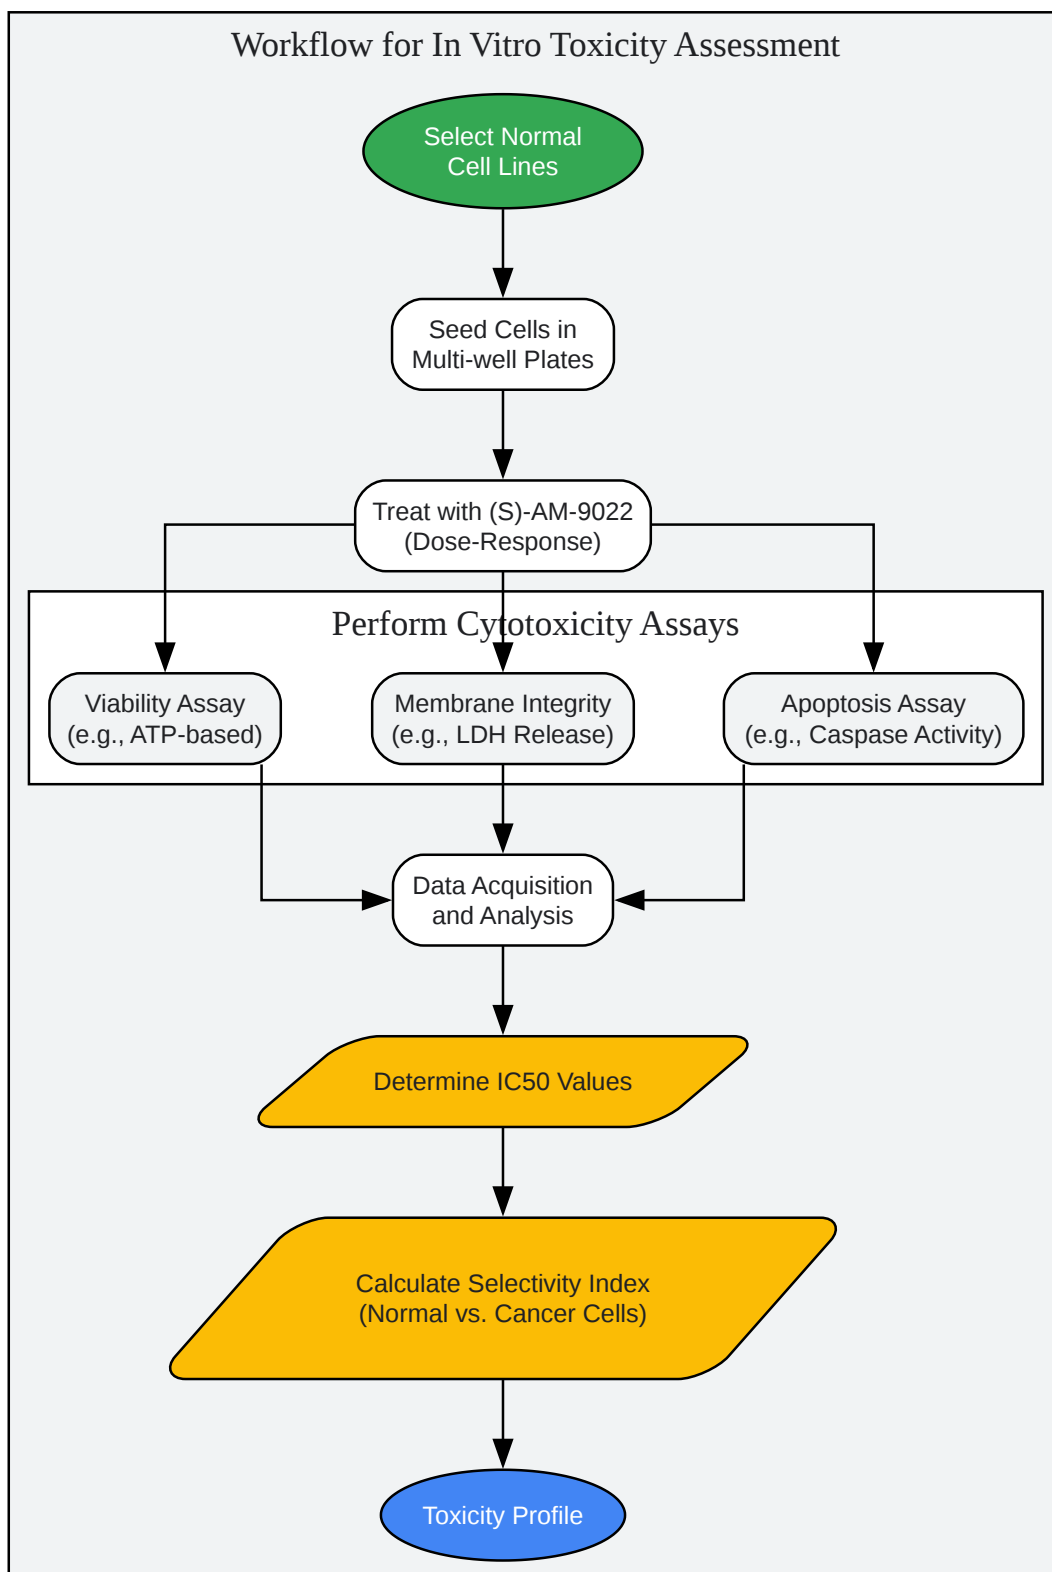 Workflow for In Vitro Toxicity Assessment
Select Normal
Cell Lines
Seed Cells in
Multi-well Plates
Treat with (S)-AM-9022
(Dose-Response)
Perform Cytotoxicity Assays
Viability Assay
(e.g., ATP-based)
Membrane Integrity
(e.g., LDH Release)
Apoptosis Assay
(e.g., Caspase Activity)
Data Acquisition
and Analysis
Determine IC50 Values
Calculate Selectivity Index
(Normal vs. Cancer Cells)
Toxicity Profile